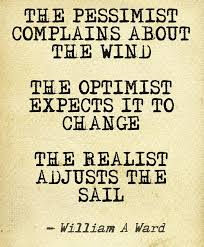 THE PESSIMIST
COMPLAINS ABOUT
THE WIND
THE OPTIMIST
EXPECTS IT TO
CHANGE
THE REALIST
ADJUSTS THE
SAIL
- William A Ward